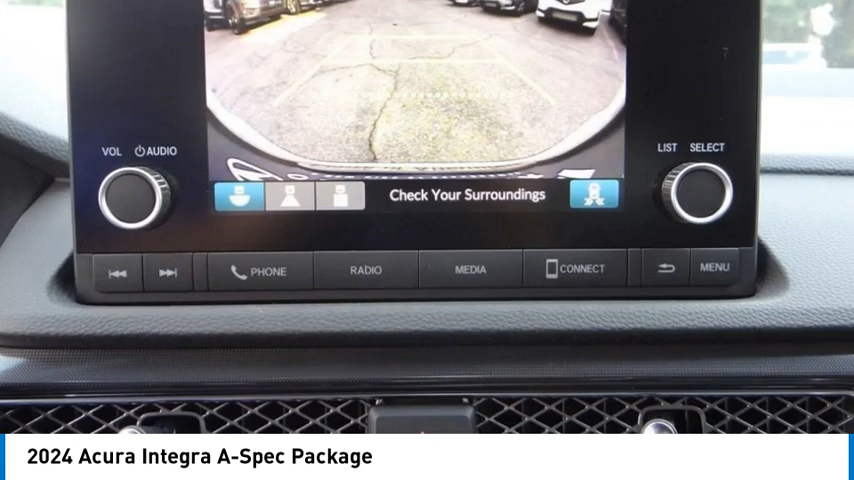 VOL AUDIO
LIST SELECT
Check Your Surroundings
PHONE RADIO MEDIA CONNECT MENU
2024 Acura Integra A-Spec Package